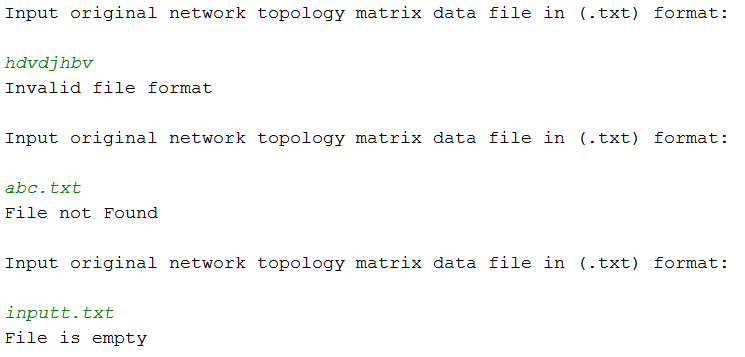 Input original network topology matrix data file in (.txt) format:
hdvdjhbv
Invalid file format
Input original network topology matrix data file in (.txt) format:
abc.txt
File not Found
Input original network topology matrix data file in (.txt) format:
inputt.txt
File is empty